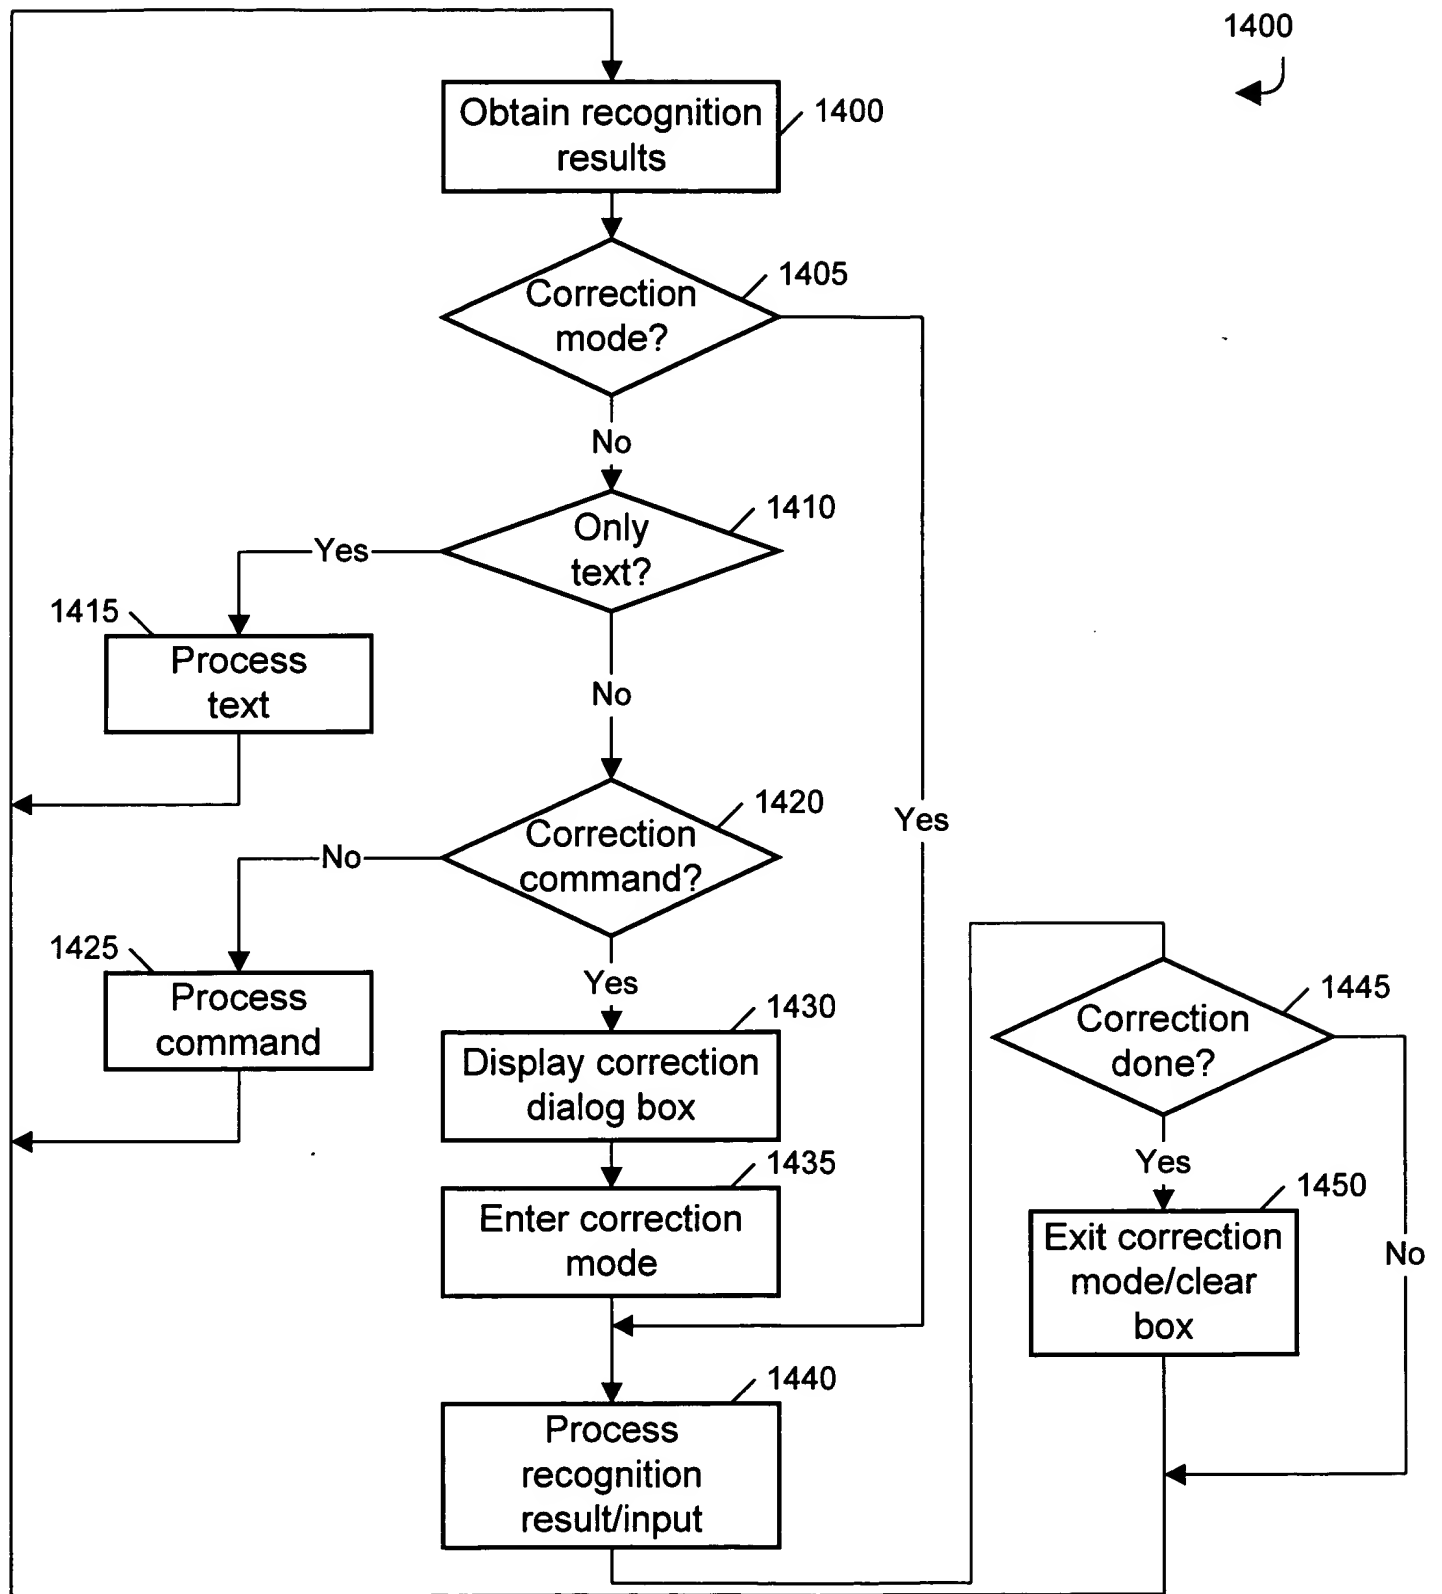 1400
Obtain recognition
results
1400
Correction
mode?
1405
No
Only
text?
1410
Yes
1415
Process
text
No
Correction
command?
1420
Yes
No
1425
Process
command
Yes
1430
Display correction
dialog box
1435
Enter correction
mode
1440
Process
recognition
result/input
Correction
done?
1445
Yes
1450
Exit correction
mode/clear
box
No